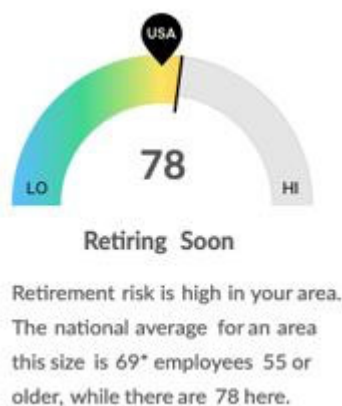 USA
78
LO
HI
Retiring Soon
Retirement risk is high in your area.
The national average for an area
this size is 69* employees 55 or
older, while there are 78 here.